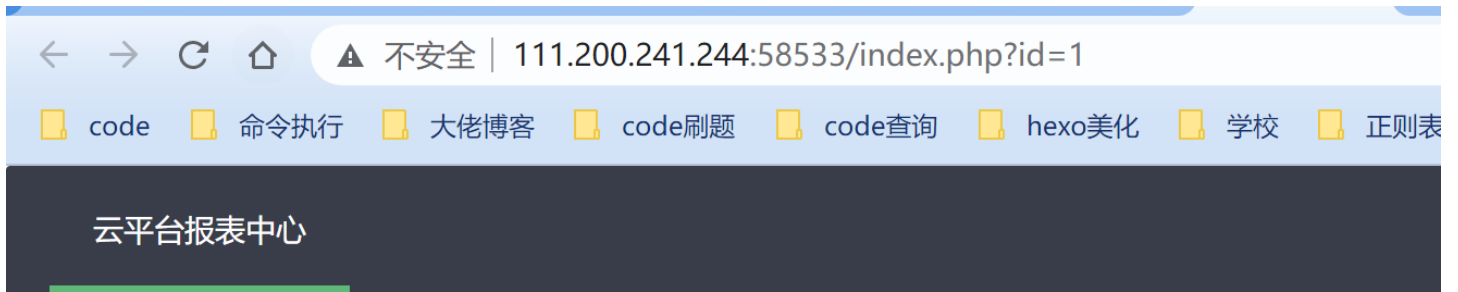 不安全 111.200.241.244:58533/index.php?id=1
code 命令执行 大佬博客 code刷题 code查询 hexo美化 学校 正则表
云平台报表中心